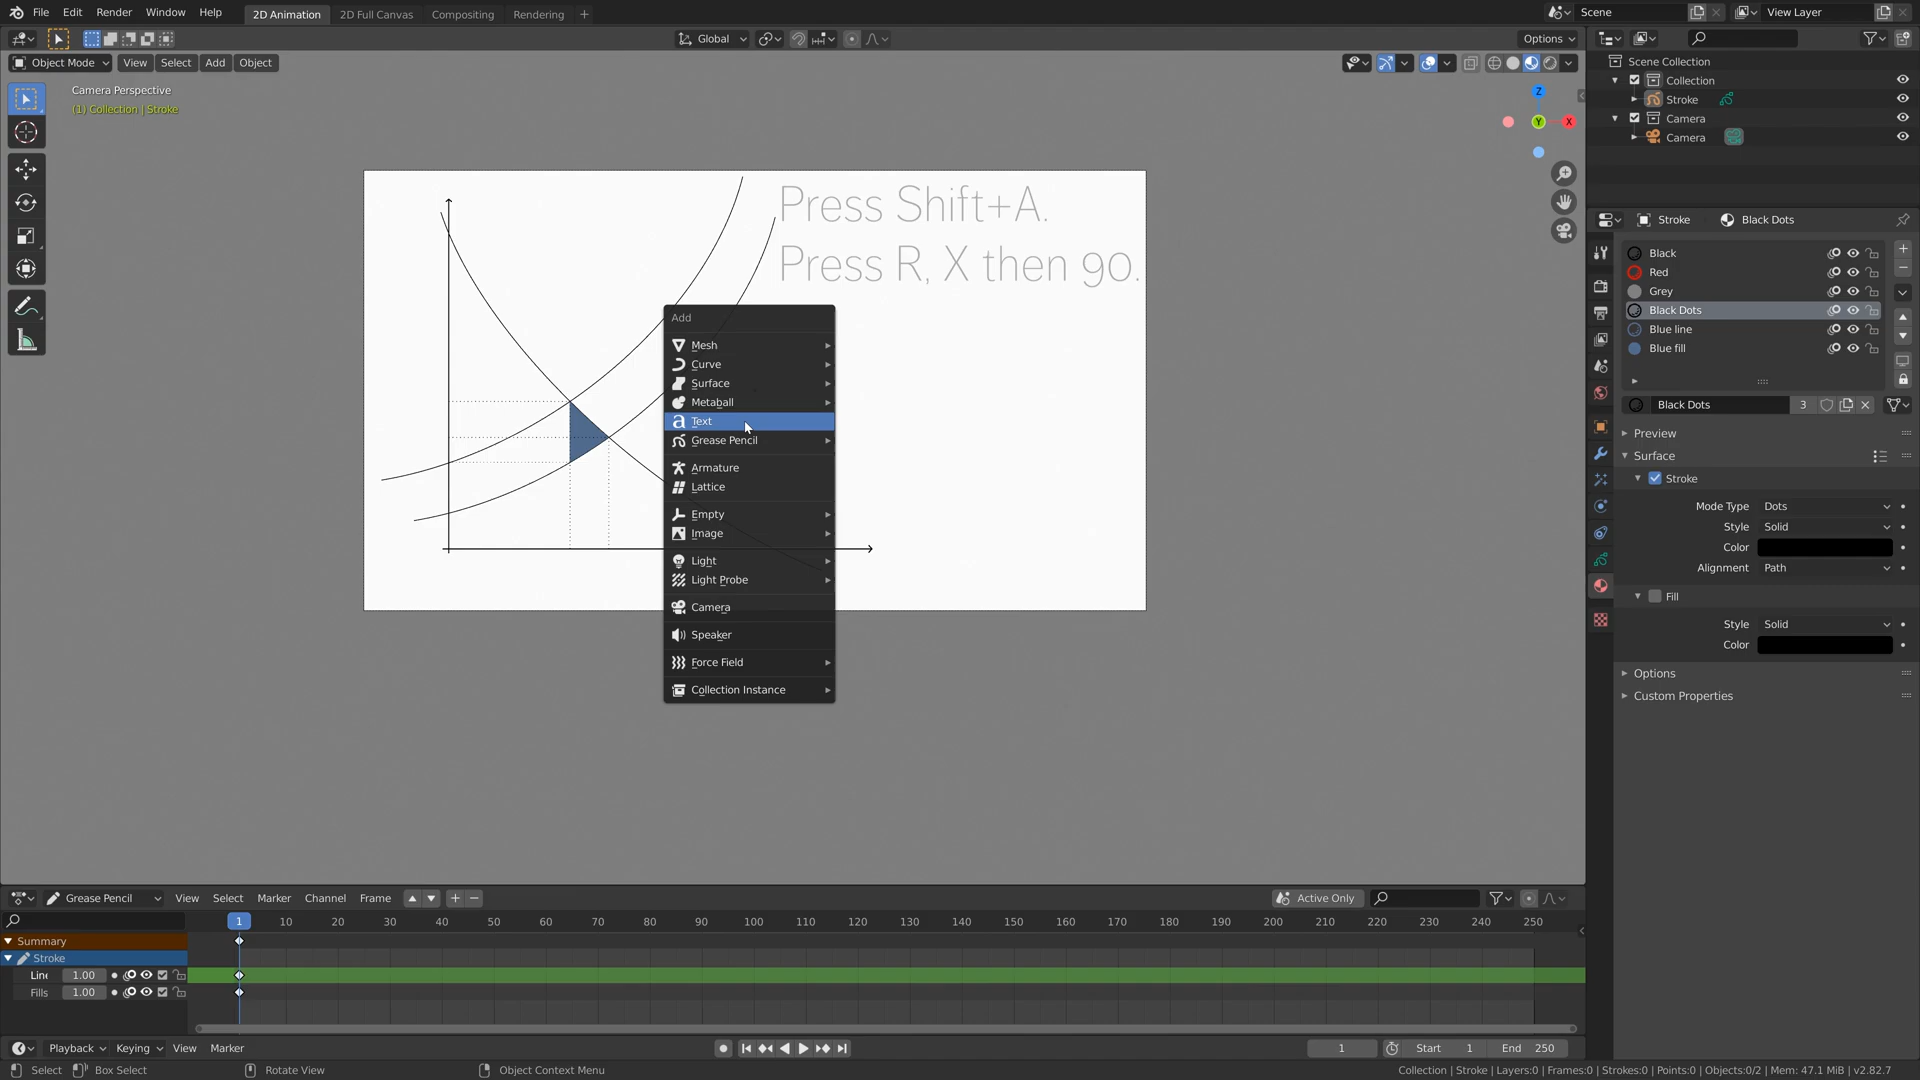 File Edit Render Window Help 2D Animation 2D Full Canvas Compositing Rendering + Scene View Layer
Global Options
Object Mode View Select Add Object
Camera Perspective
(1) Collection | Stroke
Z
Y
X
Press Shift+A.
Press R, X then 90.
Add
Mesh
Curve
Surface
Metaball
Text
Grease Pencil
Armature
Lattice
Empty
Image
Light
Light Probe
Camera
Speaker
Force Field
Collection Instance
Scene Collection
Collection
Stroke
Camera
Camera
Stroke Black Dots
Black
Red
Grey
Black Dots
Blue line
Blue fill
Black Dots 3
Preview
Surface
Stroke
Mode Type Dots
Style Solid
Color
Alignment Path
Fill
Style Solid
Color
Options
Custom Properties
Grease Pencil View Select Marker Channel Frame Active Only
1 10 20 30 40 50 60 70 80 90 100 110 120 130 140 150 160 170 180 190 200 210 220 230 240 250
Summary
Stroke
Line 1.00
Fills 1.00
Playback Keying View Marker 1 Start 1 End 250
Select Box Select Rotate View Object Context Menu Collection | Stroke | Layers:0 | Frames:0 | Strokes:0 | Points:0 | Objects:0/2 | Mem: 47.1 MiB | v2.82.7